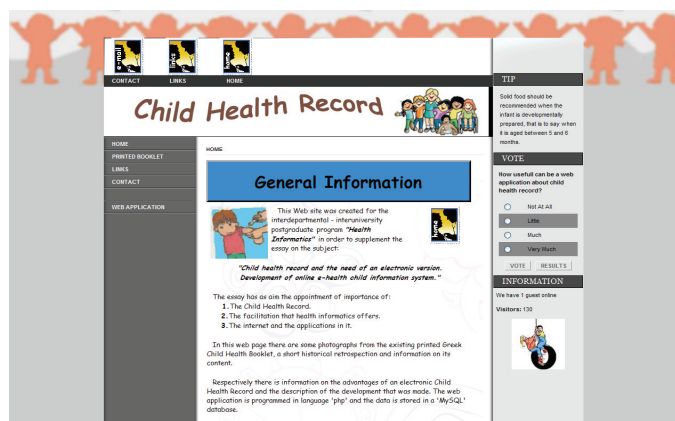 e-mail
links
home
CONTACT
LINKS
HOME
Child Health Record
HOME
PRINTED BOOKLET
LINKS
CONTACT
WEB APPLICATION
HOME
General Information
This Web site was created for the
interdepartmental - interuniversity
postgraduate program "Health
Informatics" in order to supplement the
essay on the subject:
home
"Child health record and the need of an electronic version.
Development of online e-health child information system."
The essay has as aim the appointment of importance of:
1. The Child Health Record,
2. The facilitation that health informatics offers.
3. The internet and the applications in it.
In this web page there are some photographs from the existing printed Greek
Child Health Booklet, a short historical retrospection and information on its
content.
Respectively there is information on the advantages of an electronic Child
Health Record and the description of the development that was made. The web
application is programmed in language 'php' and the data is stored in a 'MySQL'
database.
TIP
Solid food should be
recommended when the
infant is developmentally
prepared, that is to say when
it is aged between 5 and 6
months.
VOTE
How usefull can be a web
application about child
health record?
Not At All
Little
Much
Very Much
VOTE
RESULTS
INFORMATION
We have 1 guest online
Visitors: 130